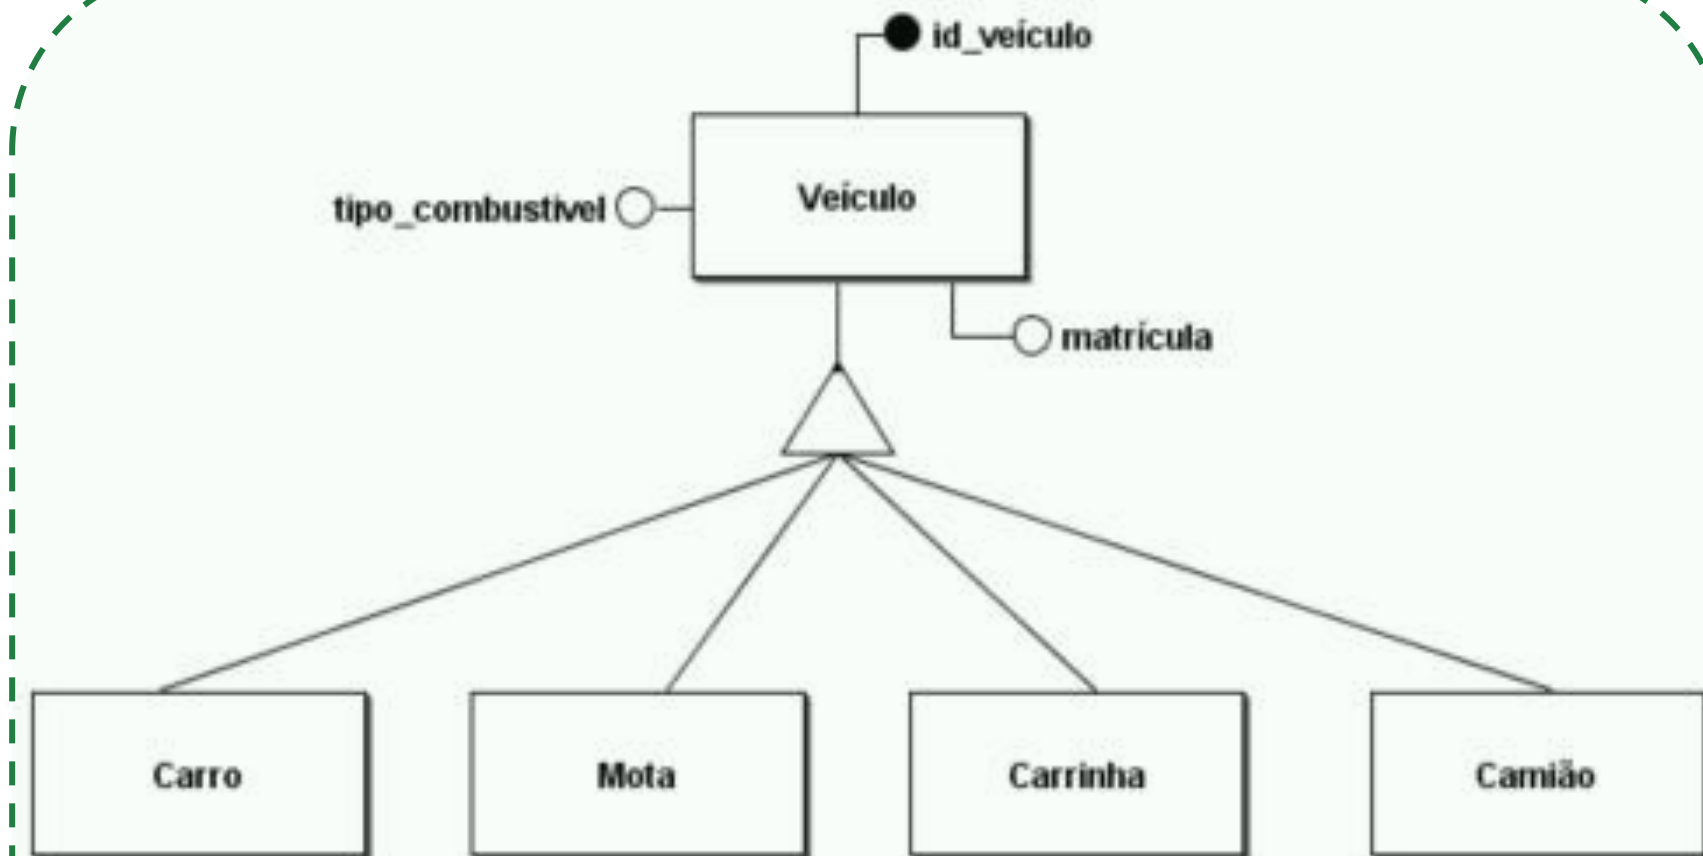 id_veículo
Veículo
tipo_combustivel
matrícula
Carro
Mota
Carrinha
Camião